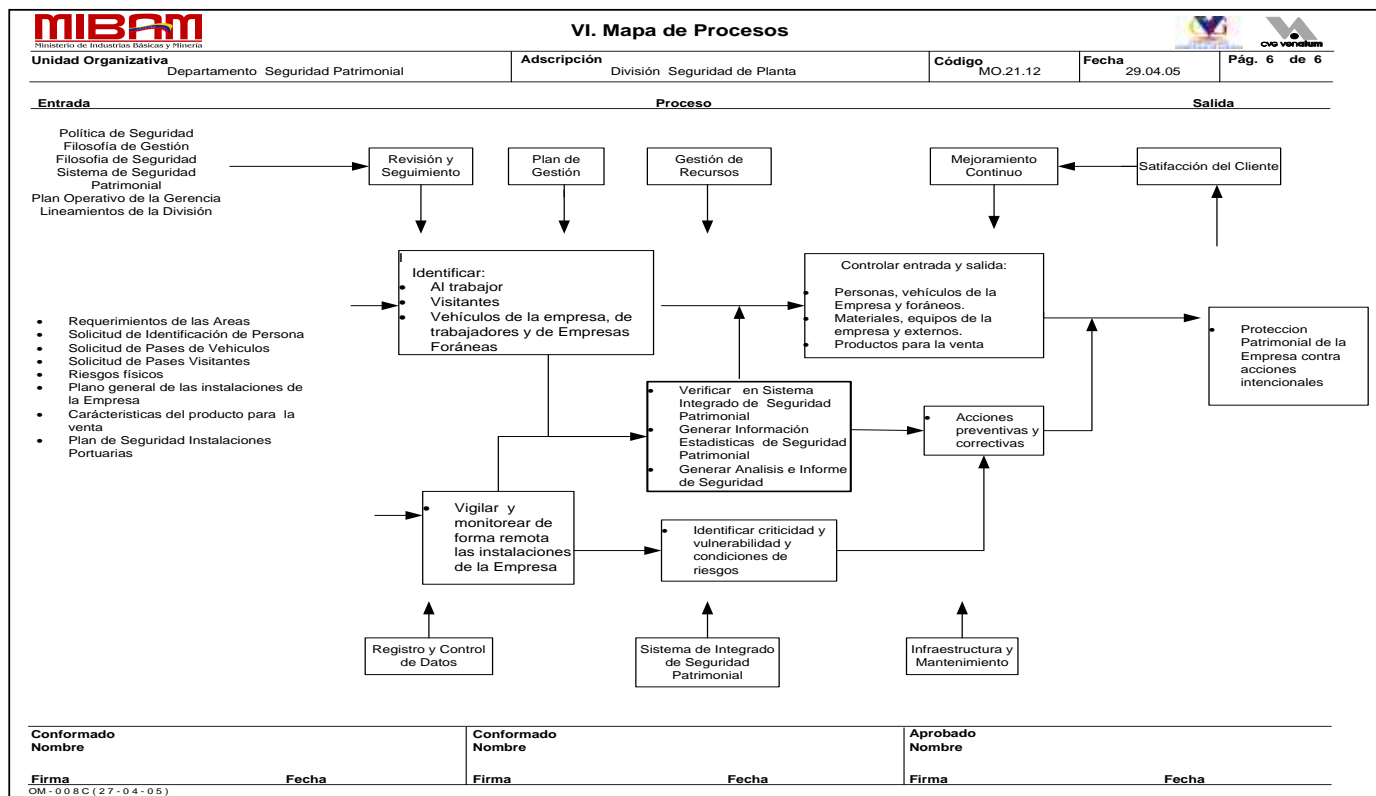 MIBAM
Ministerio de Industrias Básicas y Minería
VI. Mapa de Procesos
CVG venalum
Unidad Organizativa
Departamento Seguridad Patrimonial
Adscripción
División Seguridad de Planta
Código
MO.21.12
Fecha
29.04.05
Pág. 6 de 6
Entrada
Proceso
Salida
Política de Seguridad
Filosofía de Gestión
Filosofia de Seguridad
Sistema de Seguridad
Patrimonial
Plan Operativo de la Gerencia
Lineamientos de la División
Revisión y
Seguimiento
Plan de
Gestión
Gestión de
Recursos
Mejoramiento
Continuo
Satifacción del Cliente
I
Identificar:
• Al trabajor
• Visitantes
• Vehículos de la empresa, de
trabajadores y de Empresas
Foráneas
Controlar entrada y salida:
• Personas, vehículos de la
Empresa y foráneos.
• Materiales, equipos de la
empresa y externos.
• Productos para la venta
• Requerimientos de las Areas
• Solicitud de Identificación de Persona
• Solicitud de Pases de Vehiculos
• Solicitud de Pases Visitantes
• Riesgos físicos
• Plano general de las instalaciones de
la Empresa
• Carácteristicas del producto para la
venta
• Plan de Seguridad Instalaciones
Portuarias
• Proteccion
Patrimonial de la
Empresa contra
acciones
intencionales
• Verificar en Sistema
Integrado de Seguridad
Patrimonial
• Generar Información
Estadisticas de Seguridad
Patrimonial
• Generar Analisis e Informe
de Seguridad
• Acciones
preventivas y
correctivas
• Vigilar y
monitorear de
forma remota
las instalaciones
de la Empresa
• Identificar criticidad y
vulnerabilidad y
condiciones de
riesgos
Registro y Control
de Datos
Sistema de Integrado
de Seguridad
Patrimonial
Infraestructura y
Mantenimiento
Conformado
Nombre
Firma Fecha
Conformado
Nombre
Firma Fecha
Aprobado
Nombre
Firma Fecha
OM-008C(27-04-05)